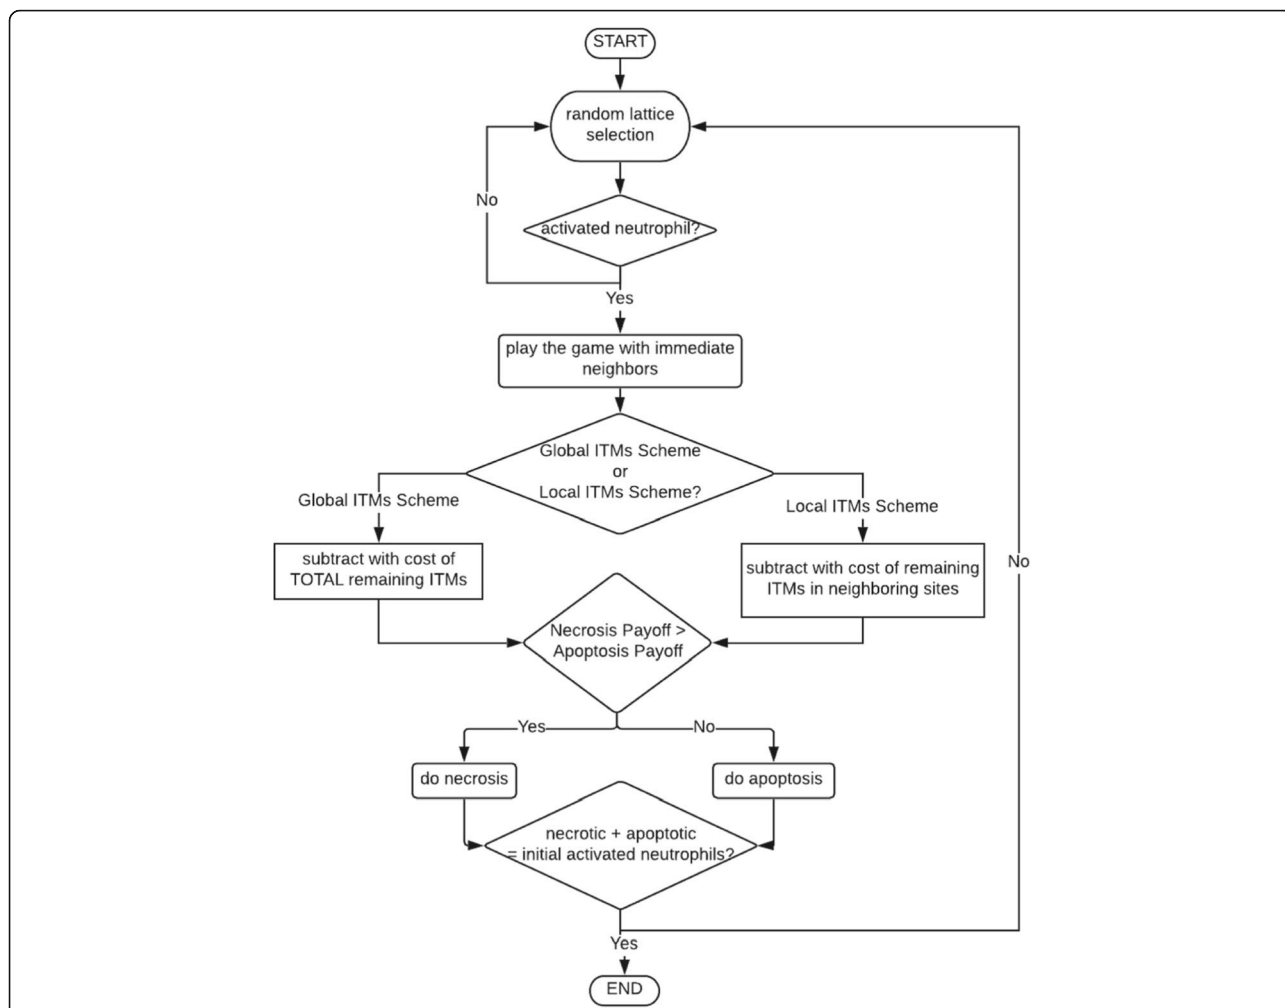 START
random lattice
selection
No
activated neutrophil?
Yes
play the game with immediate
neighbors
Global ITMs Scheme
or
Local ITMs Scheme?
Global ITMs Scheme
Local ITMs Scheme
subtract with cost of
TOTAL remaining ITMs
subtract with cost of remaining
ITMs in neighboring sites
No
Necrosis Payoff >
Apoptosis Payoff
Yes
No
do necrosis
do apoptosis
necrotic + apoptotic
= initial activated neutrophils?
Yes
END